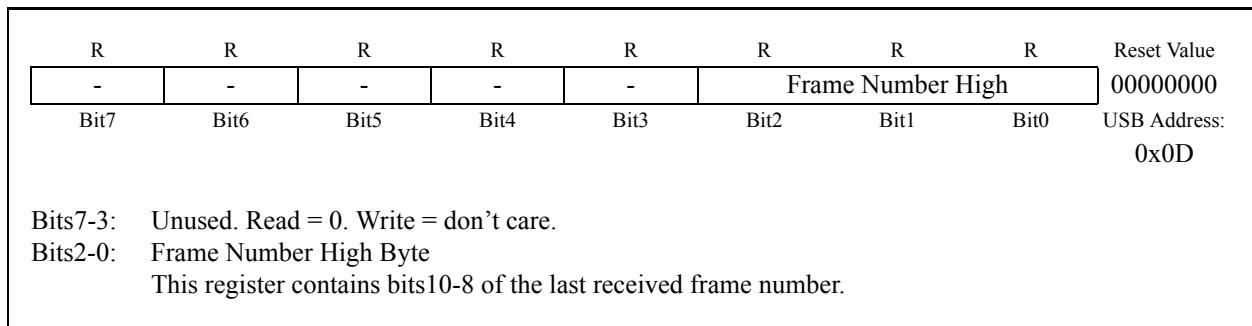 R R R R R R R R Reset Value
- - - - - Frame Number High 00000000
Bit7 Bit6 Bit5 Bit4 Bit3 Bit2 Bit1 Bit0 USB Address:
0x0D
Bits7-3: Unused. Read = 0. Write = don’t care.
Bits2-0: Frame Number High Byte
This register contains bits10-8 of the last received frame number.